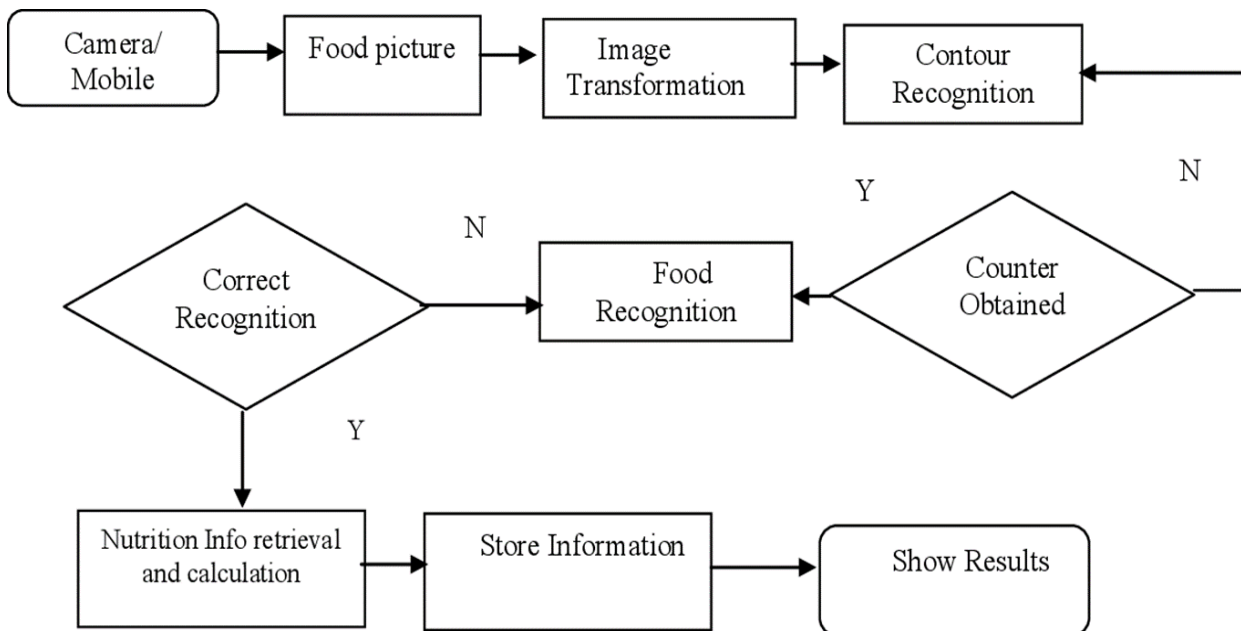 Camera/
Mobile
Food picture
Image
Transformation
Contour
Recognition
N
Y
Counter
Obtained
Food
Recognition
N
Correct
Recognition
Y
Nutrition Info retrieval
and calculation
Store Information
Show Results